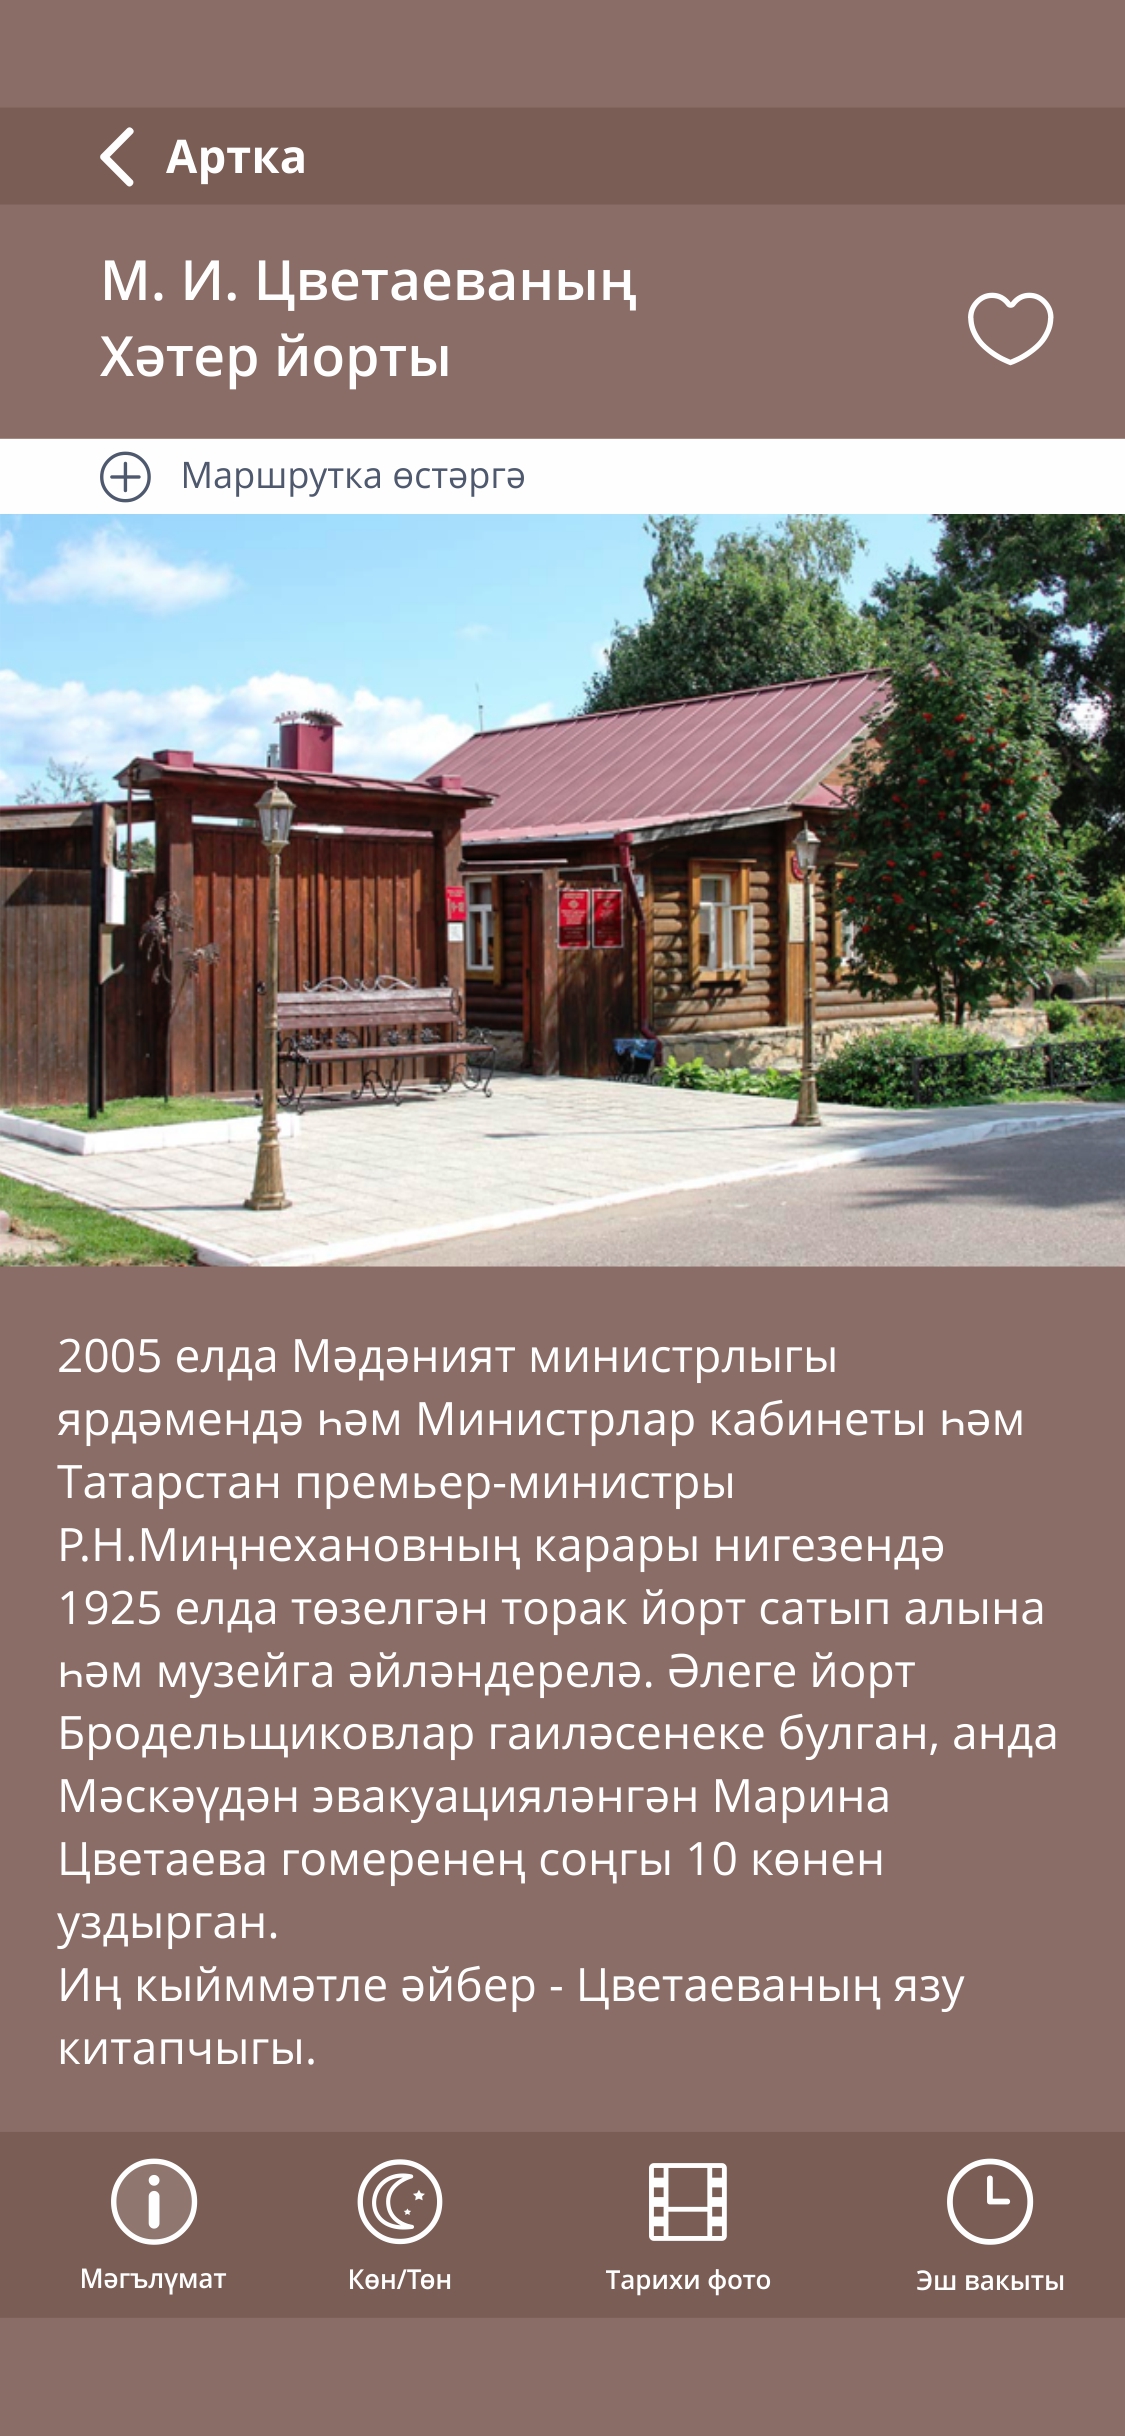 Артка
М. И. Цветаеваның
Хәтер йорты
Маршрутка өстәргә
2005 елда Мәдәният министрлыгы
ярдәмендә һәм Министрлар кабинеты һәм
Татарстан премьер-министры
Р.Н.Миңнехановның карары нигезендә
1925 елда төзелгән торак йорт сатып алына
һәм музейга әйләндерелә. Әлеге йорт
Бродельщиковлар гаиләсенеке булган, анда
Мәскәүдән эвакуацияләнгән Марина
Цветаева гомеренең соңгы 10 көнен
уздырган.
Иң кыйммәтле әйбер - Цветаеваның язу
китапчыгы.
Мәгълүмат
Көн/Төн
Тарихи фото
Эш вакыты